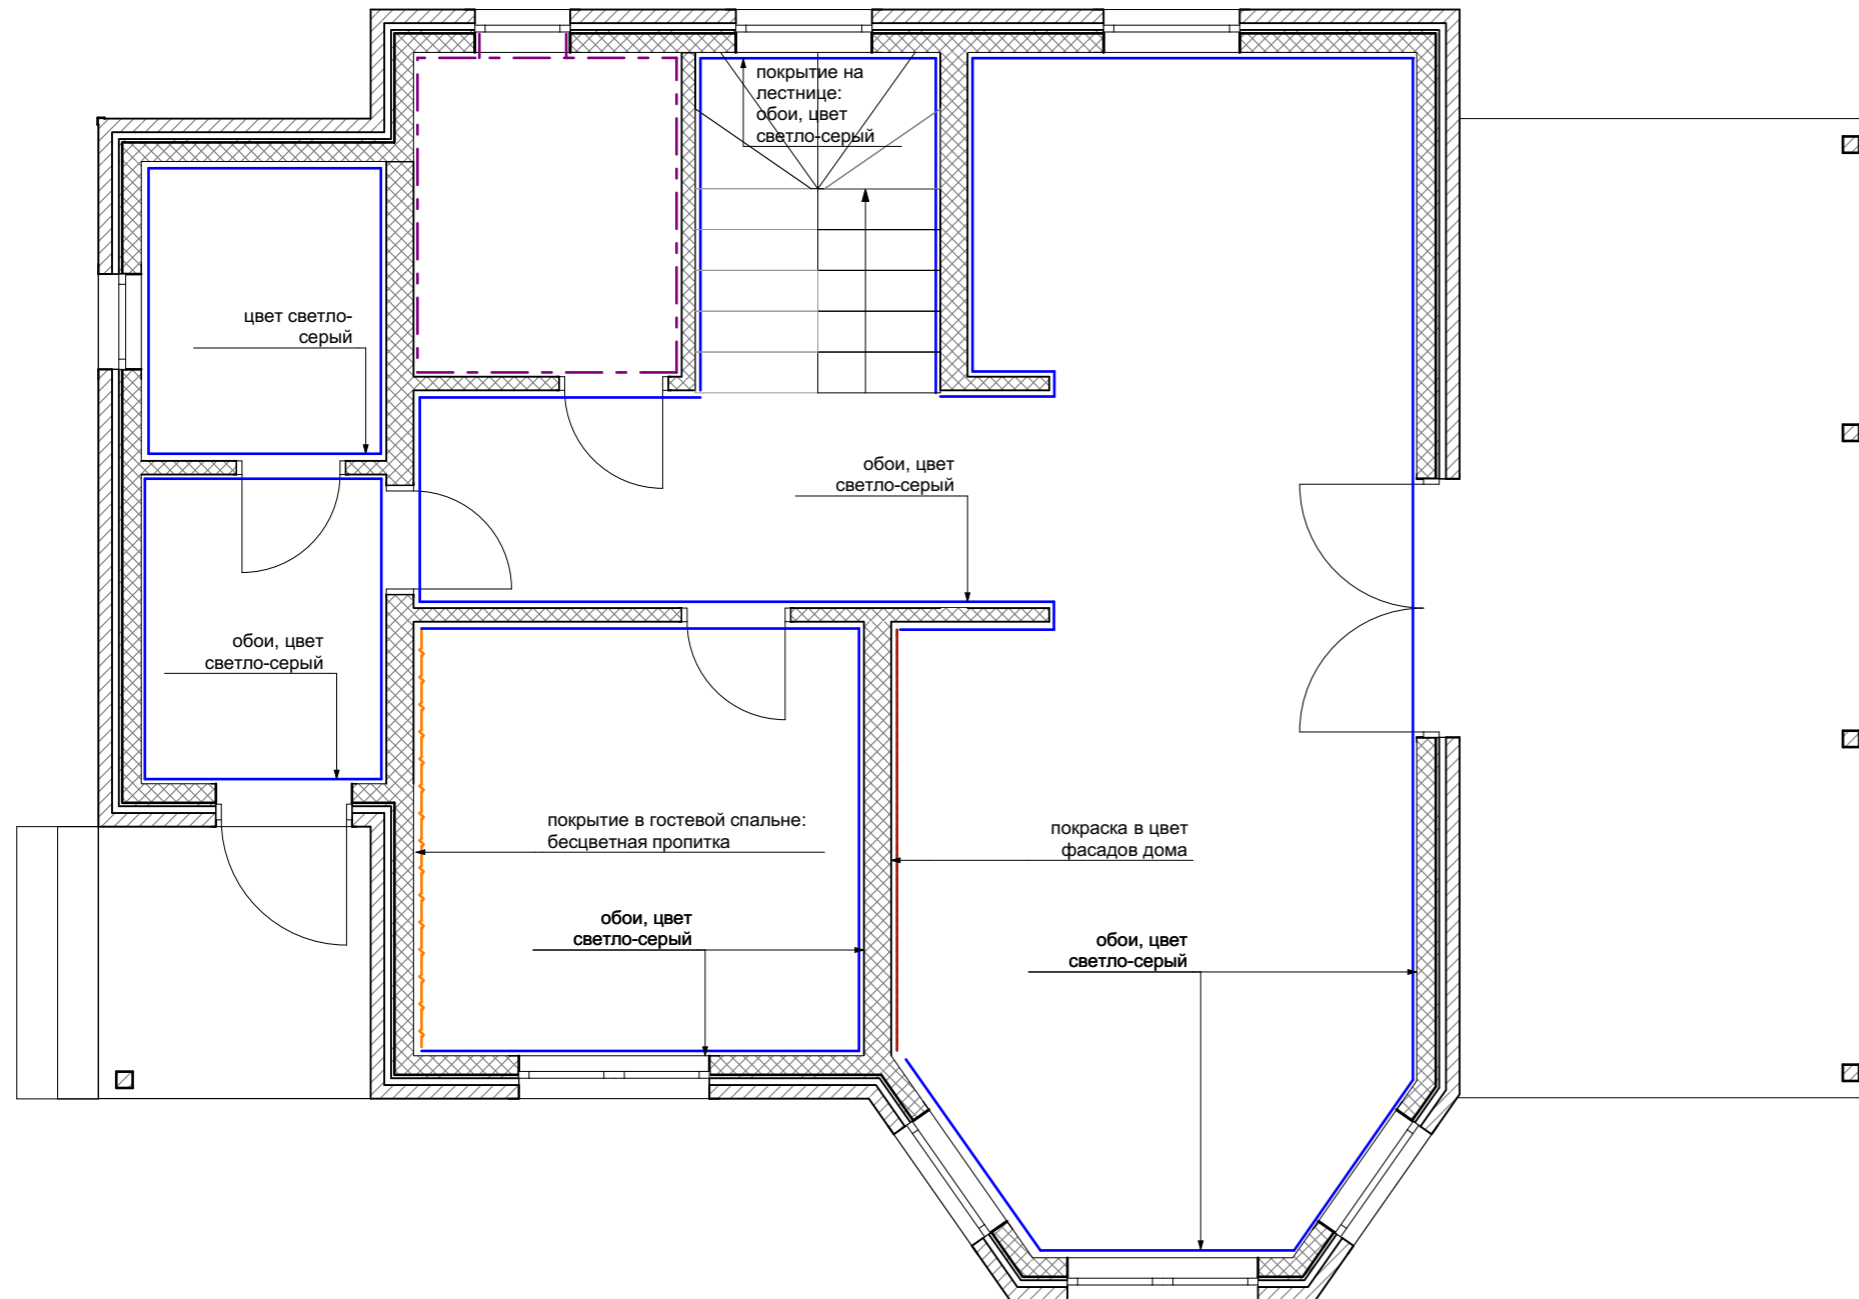 покрытие на
лестнице:
обои, цвет
светло-серый
цвет светло-
серый
обои, цвет
светло-серый
обои, цвет
светло-серый
покрытие в гостевой спальне:
бесцветная пропитка
покраска в цвет
фасадов дома
обои, цвет
светло-серый
обои, цвет
светло-серый